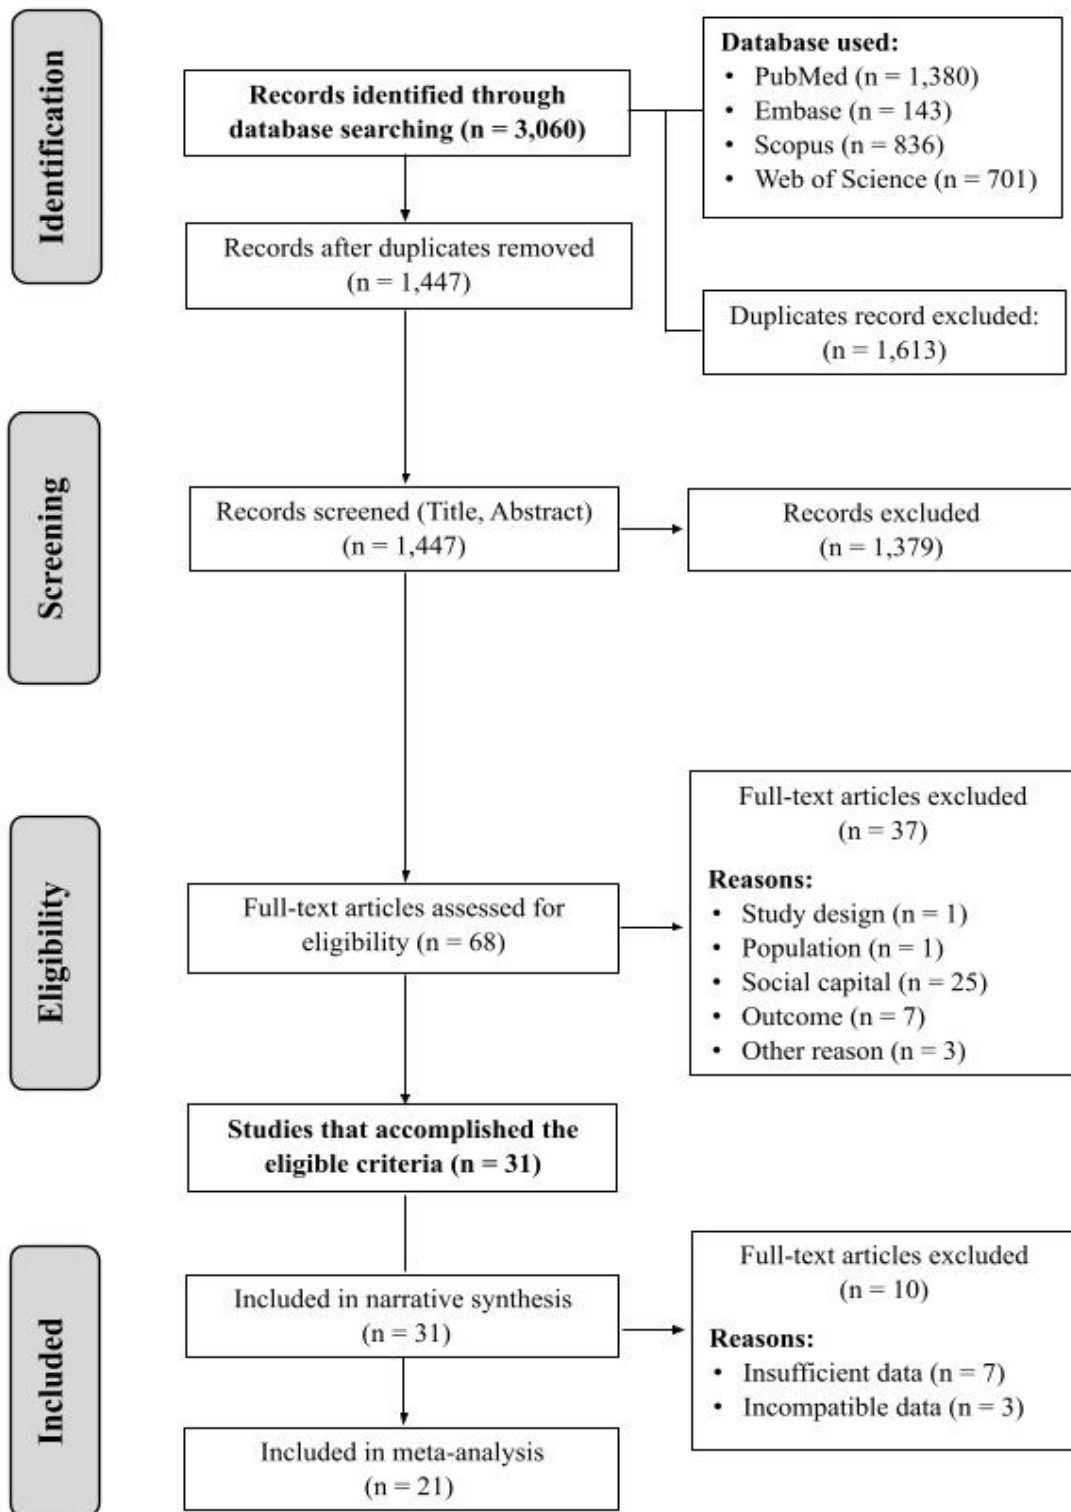 Identification
Records identified through
database searching (n = 3,060)
Database used:
• PubMed (n = 1,380)
• Embase (n = 143)
• Scopus (n = 836)
• Web of Science (n = 701)
Records after duplicates removed
(n = 1,447)
Duplicates record excluded:
(n = 1,613)
Screening
Records screened (Title, Abstract)
(n = 1,447)
Records excluded
(n = 1,379)
Eligibility
Full-text articles assessed for
eligibility (n = 68)
Full-text articles excluded
(n = 37)
Reasons:
• Study design (n = 1)
• Population (n = 1)
• Social capital (n = 25)
• Outcome (n = 7)
• Other reason (n = 3)
Studies that accomplished the
eligible criteria (n = 31)
Included
Included in narrative synthesis
(n = 31)
Full-text articles excluded
(n = 10)
Reasons:
• Insufficient data (n = 7)
• Incompatible data (n = 3)
Included in meta-analysis
(n = 21)